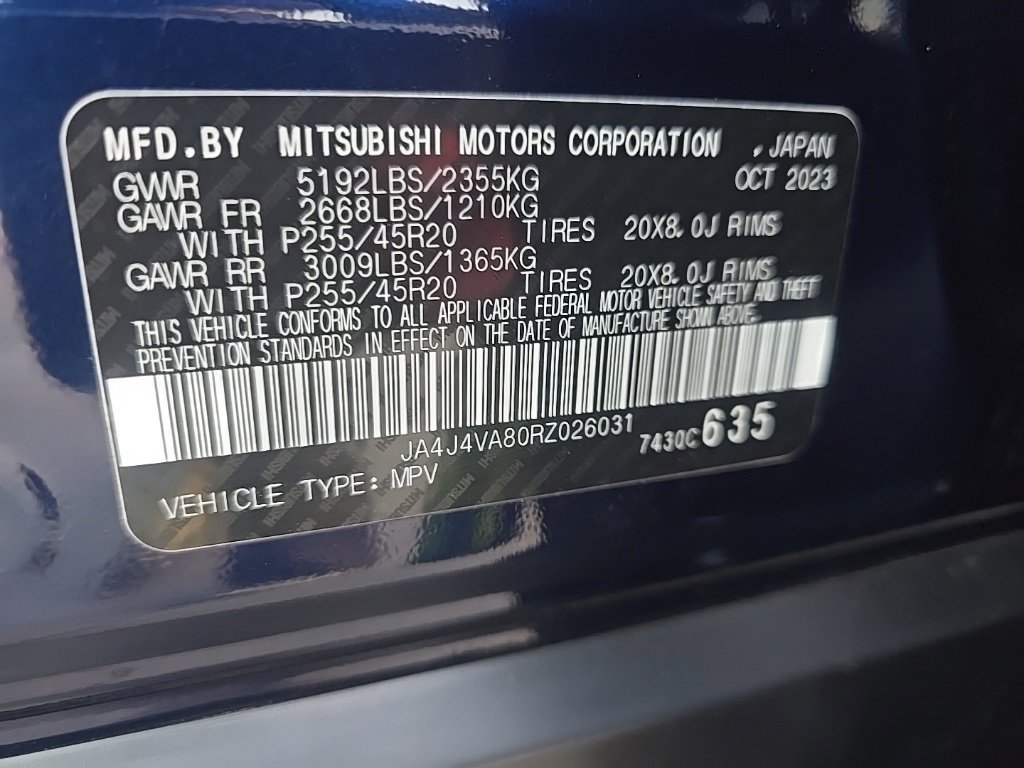 MFD.BY MITSUBISHI MOTORS CORPORATION , JAPAN
GVWR 5192LBS/2355KG OCT 2023
GAWR FR 2668LBS/1210KG
WITH P255/45R20 TIRES 20X8.0J RIMS
GAWR RR 3009LBS/1365KG
WITH P255/45R20 TIRES 20X8.0J RIMS
THIS VEHICLE CONFORMS TO ALL APPLICABLE FEDERAL MOTOR VEHICLE SAFETY AND THEFT
PREVENTION STANDARDS IN EFFECT ON THE DATE OF MANUFACTURE SHOWN ABOVE.
JA4J4VA80RZ026031 7430C635
VEHICLE TYPE: MPV